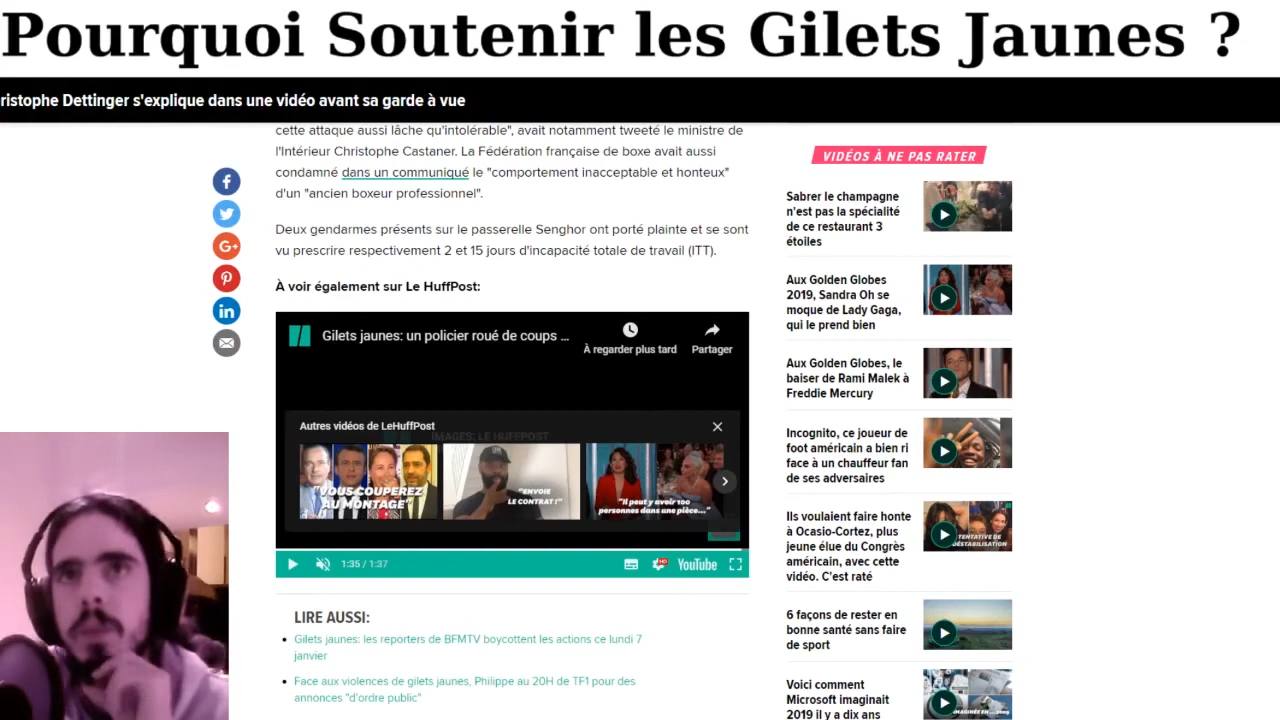 Pourquoi Soutenir les Gilets Jaunes ?
ristophe Dettinger s'explique dans une vidéo avant sa garde à vue
cette attaque aussi lâche qu'intolérable", avait notamment tweeté le ministre de
l'Intérieur Christophe Castaner. La Fédération française de boxe avait aussi
condamné dans un communiqué le "comportement inacceptable et honteux"
d'un "ancien boxeur professionnel".
Deux gendarmes présents sur le passerelle Senghor ont porté plainte et se sont
vu prescrire respectivement 2 et 15 jours d'incapacité totale de travail (ITT).
À voir également sur Le HuffPost:
Gilets jaunes: un policier roué de coups ...
À regarder plus tard
Partager
Autres vidéos de LeHuffPost
IMAGES: LE HUFFPOST
"VOUS COUPEREZ
AU MONTAGE"
"ENVOIE
LE CONTRAT !"
"Il peut y avoir 100
personnes dans une pièce..."
1:35 / 1:37
HD
YouTube
LIRE AUSSI:
Gilets jaunes: les reporters de BFMTV boycottent les actions ce lundi 7
janvier
Face aux violences de gilets jaunes, Philippe au 20H de TF1 pour des
annonces "d'ordre public"
VIDÉOS À NE PAS RATER
Sabrer le champagne
n'est pas la spécialité
de ce restaurant 3
étoiles
Aux Golden Globes
2019, Sandra Oh se
moque de Lady Gaga,
qui le prend bien
Aux Golden Globes, le
baiser de Rami Malek à
Freddie Mercury
Incognito, ce joueur de
foot américain a bien ri
face à un chauffeur fan
de ses adversaires
Ils voulaient faire honte
à Ocasio-Cortez, plus
jeune élue du Congrès
américain, avec cette
vidéo. C'est raté
TENTATIVE DE
DÉSTABILISATION
6 façons de rester en
bonne santé sans faire
de sport
Voici comment
Microsoft imaginait
2019 il y a dix ans